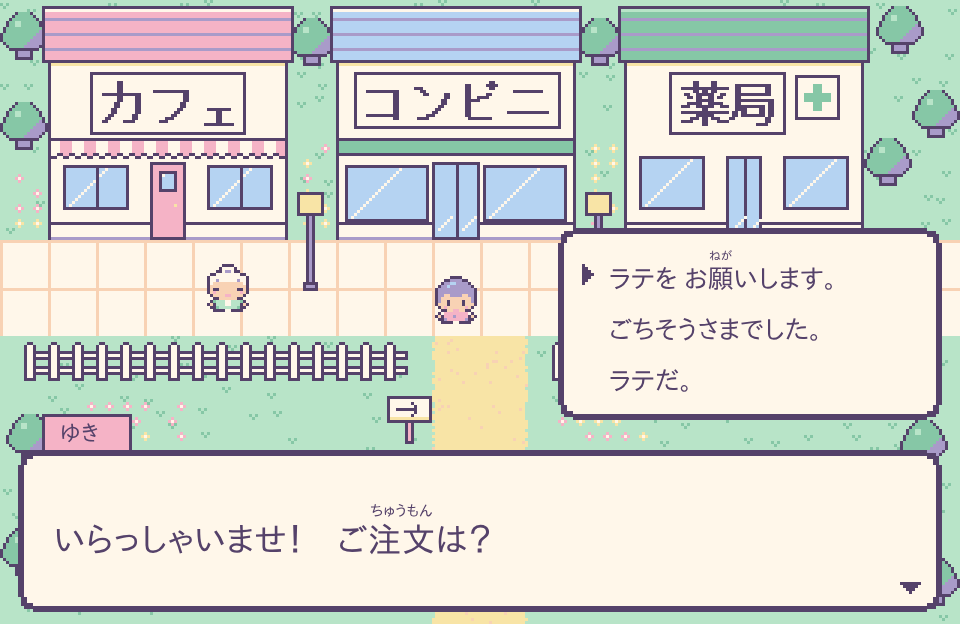 カフェ
コンビニ
薬局
ラテを お願いします。
ねが
ごちそうさまでした。
ラテだ。
ゆき
ちゅうもん
いらっしゃいませ！ ご注文は？